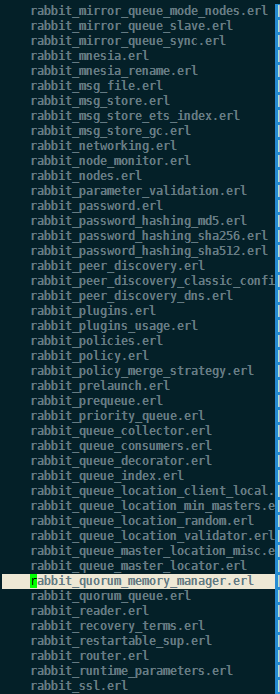 rabbit_mirror_queue_mode_nodes.erl
rabbit_mirror_queue_slave.erl
rabbit_mirror_queue_sync.erl
rabbit_mnesia.erl
rabbit_mnesia_rename.erl
rabbit_msg_file.erl
rabbit_msg_store.erl
rabbit_msg_store_ets_index.erl
rabbit_msg_store_gc.erl
rabbit_networking.erl
rabbit_node_monitor.erl
rabbit_nodes.erl
rabbit_parameter_validation.erl
rabbit_password.erl
rabbit_password_hashing_md5.erl
rabbit_password_hashing_sha256.erl
rabbit_password_hashing_sha512.erl
rabbit_peer_discovery.erl
rabbit_peer_discovery_classic_confi
rabbit_peer_discovery_dns.erl
rabbit_plugins.erl
rabbit_plugins_usage.erl
rabbit_policies.erl
rabbit_policy.erl
rabbit_policy_merge_strategy.erl
rabbit_prelaunch.erl
rabbit_prequeue.erl
rabbit_priority_queue.erl
rabbit_queue_collector.erl
rabbit_queue_consumers.erl
rabbit_queue_decorator.erl
rabbit_queue_index.erl
rabbit_queue_location_client_local.
rabbit_queue_location_min_masters.e
rabbit_queue_location_random.erl
rabbit_queue_location_validator.erl
rabbit_queue_master_location_misc.e
rabbit_queue_master_locator.erl
rabbit_quorum_memory_manager.erl
rabbit_quorum_queue.erl
rabbit_reader.erl
rabbit_recovery_terms.erl
rabbit_restartable_sup.erl
rabbit_router.erl
rabbit_runtime_parameters.erl
rabbit_ssl.erl